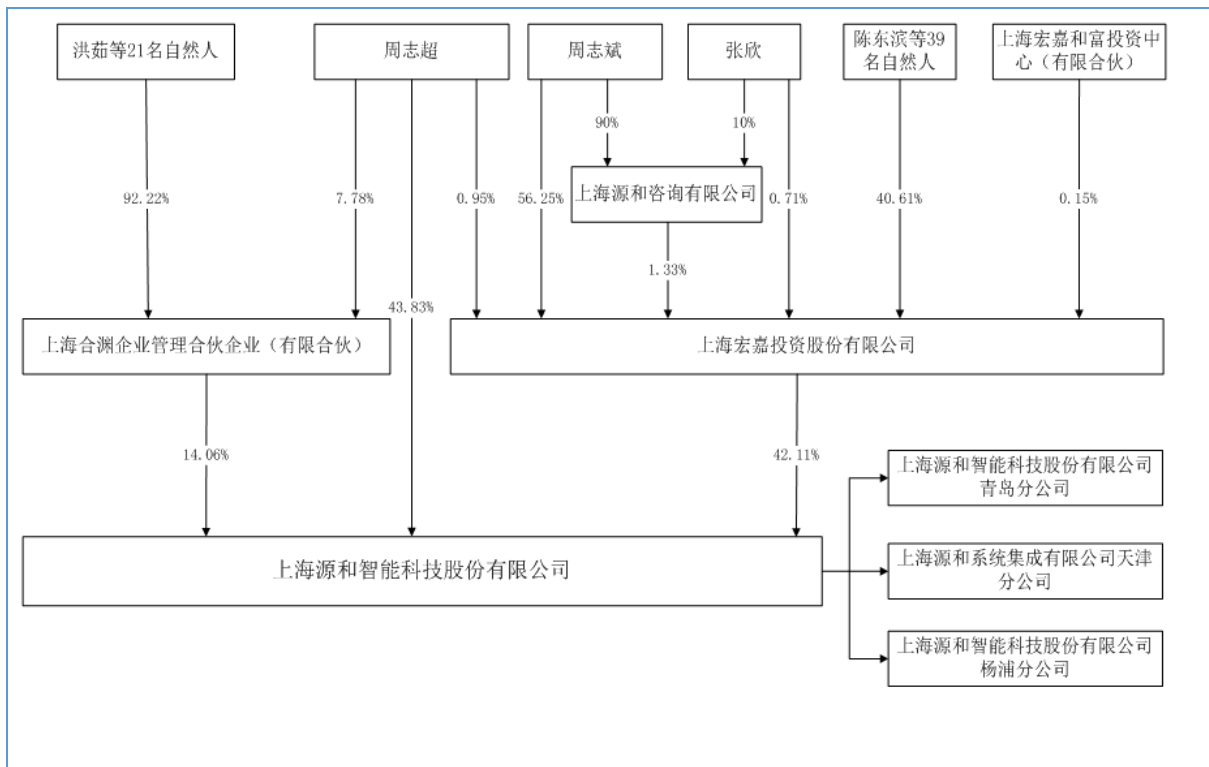 洪茹等21名自然人
周志超
周志斌
张欣
陈东滨等39
名自然人
上海宏嘉和富投资中
心（有限合伙）
90%
10%
92.22%
7.78%
0.95%
56.25%
上海源和咨询有限公司
0.71%
40.61%
0.15%
1.33%
43.83%
上海合渊企业管理合伙企业（有限合伙）
上海宏嘉投资股份有限公司
14.06%
42.11%
上海源和智能科技股份有限公司
青岛分公司
上海源和智能科技股份有限公司
上海源和系统集成有限公司天津
分公司
上海源和智能科技股份有限公司
杨浦分公司